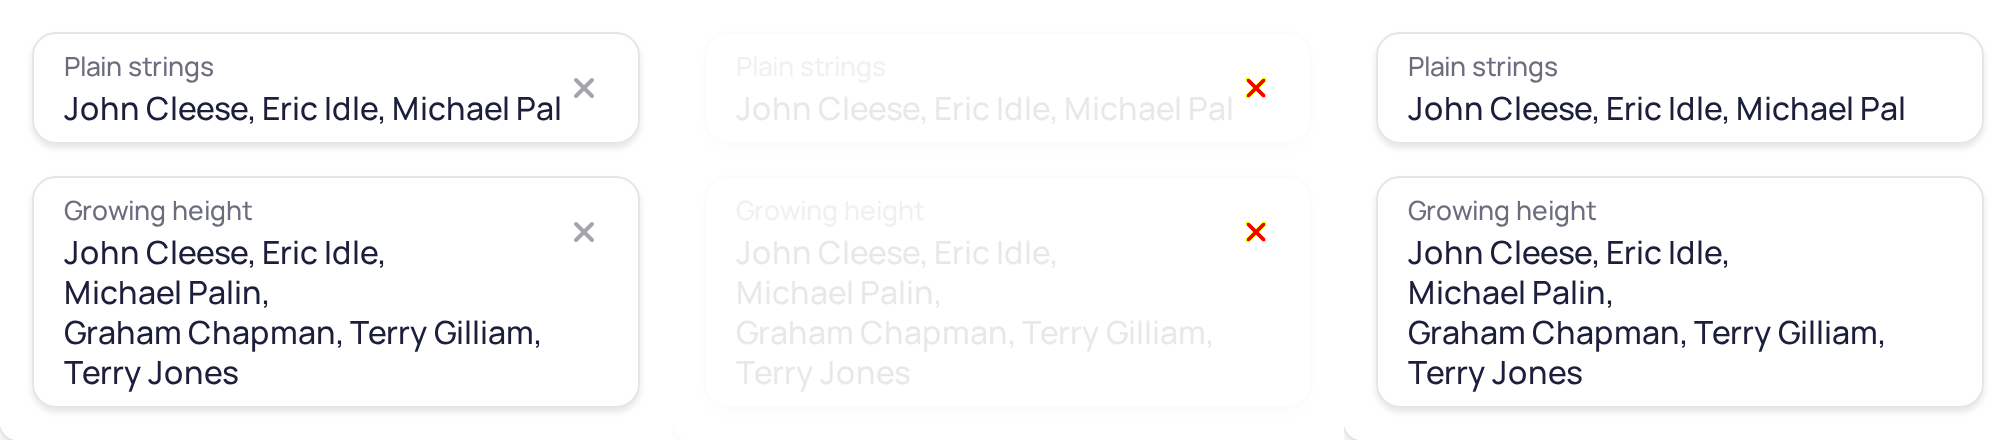 Plain strings
John Cleese, Eric Idle, Michael Pal
Growing height
John Cleese, Eric Idle,
Michael Palin,
Graham Chapman, Terry Gilliam,
Terry Jones
Plain strings
John Cleese, Eric Idle, Michael Pal
Growing height
John Cleese, Eric Idle,
Michael Palin,
Graham Chapman, Terry Gilliam,
Terry Jones
Plain strings
John Cleese, Eric Idle, Michael Pal
Growing height
John Cleese, Eric Idle,
Michael Palin,
Graham Chapman, Terry Gilliam,
Terry Jones